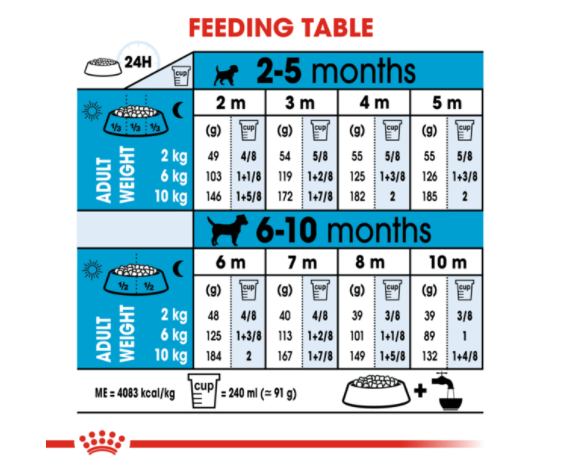 FEEDING TABLE
24H cup 2-5 months
2 m 3 m 4 m 5 m
1/3 1/3 1/3 (g) cup (g) cup (g) cup (g) cup
ADULT WEIGHT
2 kg 49 4/8 54 5/8 55 5/8 55 5/8
6 kg 103 1+1/8 119 1+2/8 125 1+3/8 126 1+3/8
10 kg 146 1+5/8 172 1+7/8 182 2 185 2
6-10 months
6 m 7 m 8 m 10 m
1/2 1/2 (g) cup (g) cup (g) cup (g) cup
ADULT WEIGHT
2 kg 48 4/8 40 4/8 39 3/8 39 3/8
6 kg 125 1+3/8 113 1+2/8 101 1+1/8 89 1
10 kg 184 2 167 1+7/8 149 1+5/8 132 1+4/8
ME = 4083 kcal/kg cup = 240 ml (≃ 91 g) +